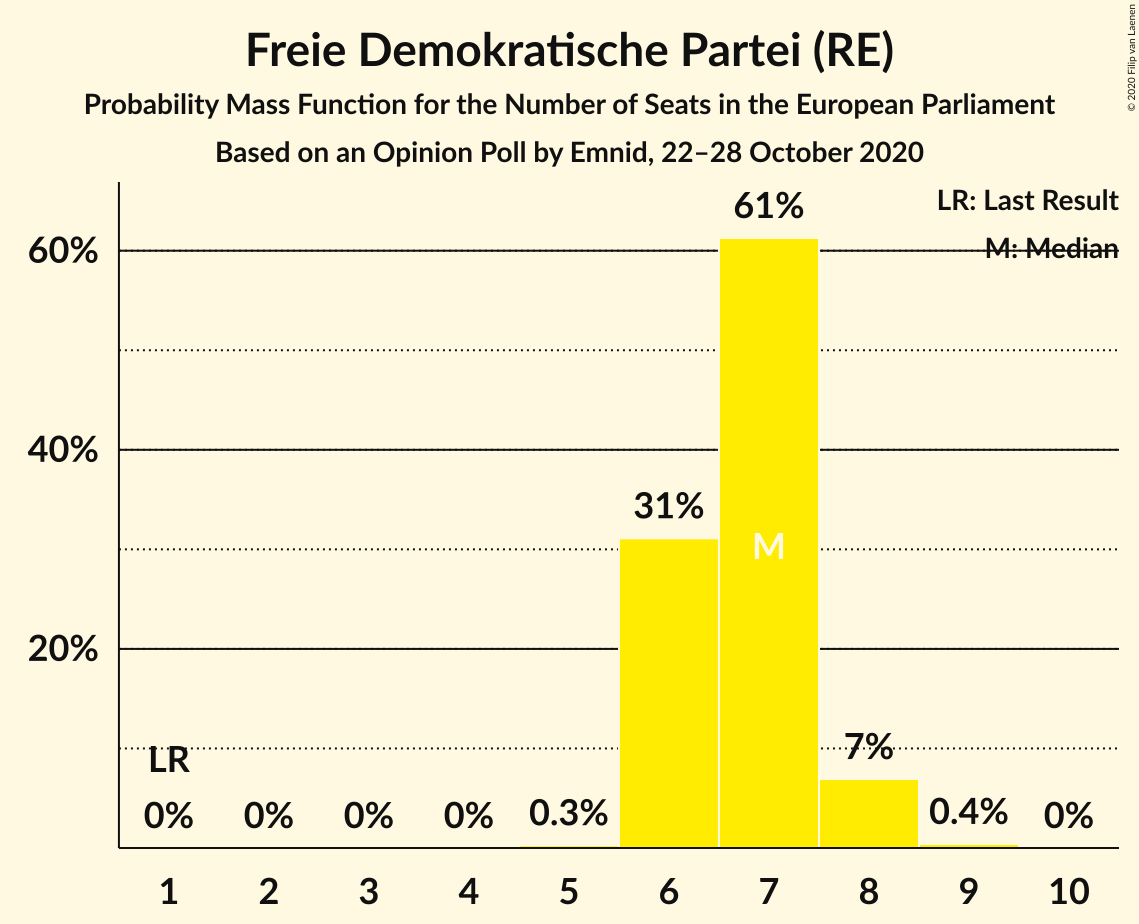 Freie Demokratische Partei (RE)
Probability Mass Function for the Number of Seats in the European Parliament
Based on an Opinion Poll by Emnid, 22–28 October 2020
© 2020 Filip van Laenen
LR: Last Result
M: Median
60%
40%
20%
61%
31%
M
7%
LR
0%
0%
0%
0%
0.3%
0.4%
0%
1 2 3 4 5 6 7 8 9 10